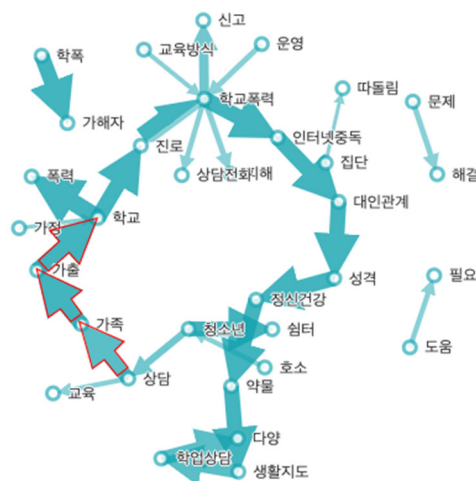 신고
교육방식
운영
학폭
학교폭력
따돌림
문제
가해자
진로
인터넷중독
집단
폭력
상담전화
해결
대인관계
가정
학교
가출
성격
필요
정신건강
가족
청소년
쉼터
도움
호소
상담
교육
약물
다양
학업상담
생활지도